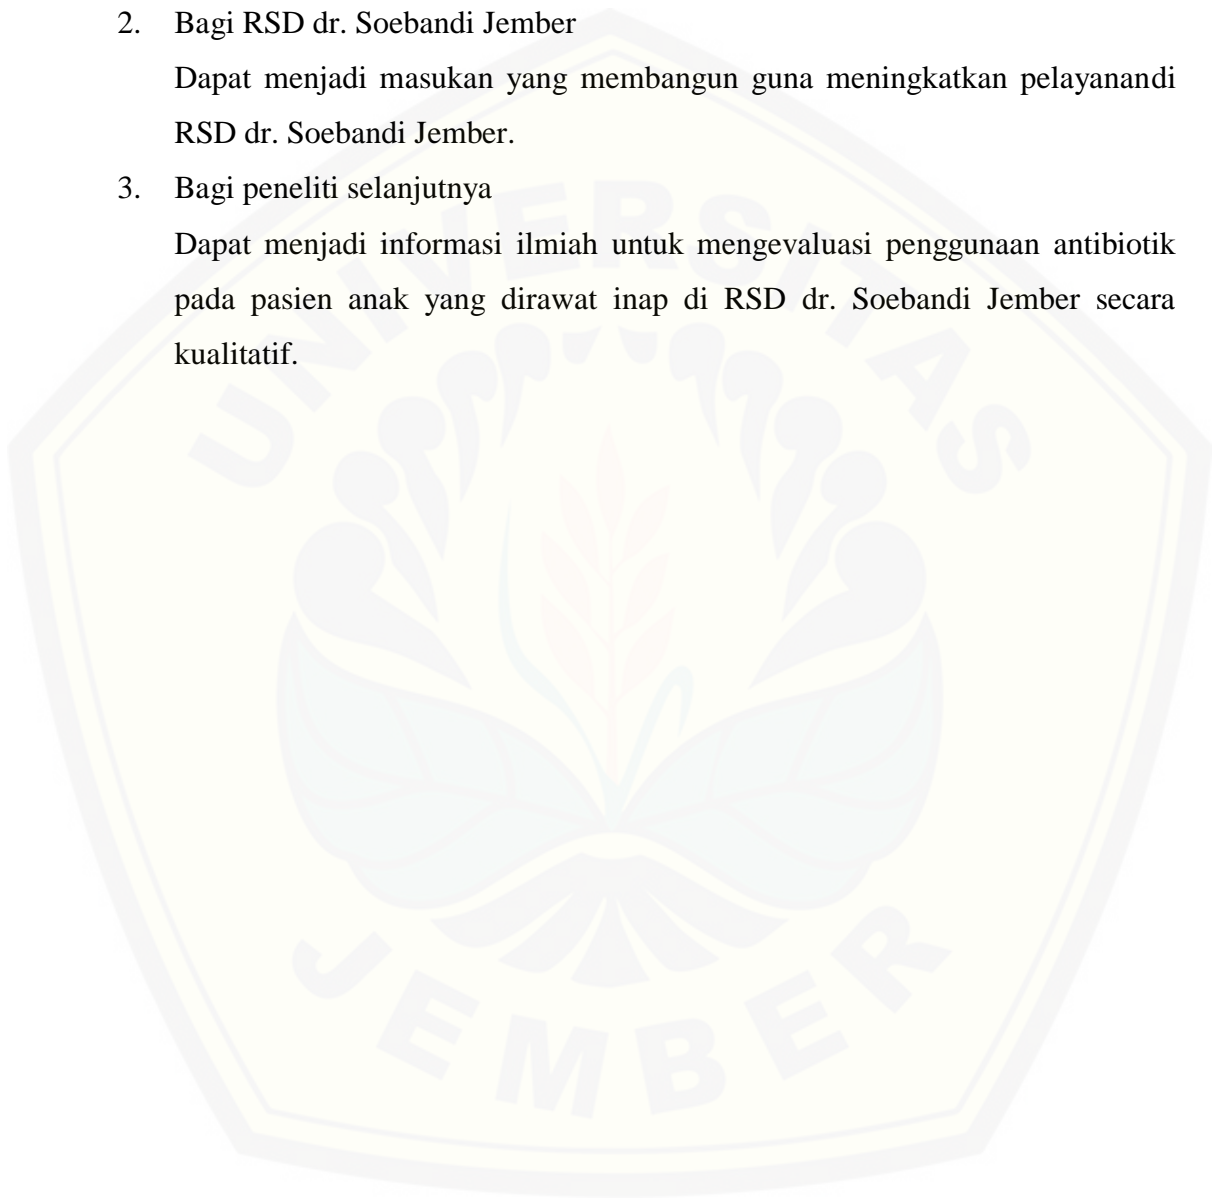 2. Bagi RSD dr. Soebandi Jember
Dapat menjadi masukan yang membangun guna meningkatkan pelayanandi
RSD dr. Soebandi Jember.
3. Bagi peneliti selanjutnya
Dapat menjadi informasi ilmiah untuk mengevaluasi penggunaan antibiotik
pada pasien anak yang dirawat inap di RSD dr. Soebandi Jember secara
kualitatif.
UNIVERSITAS
JEMBER